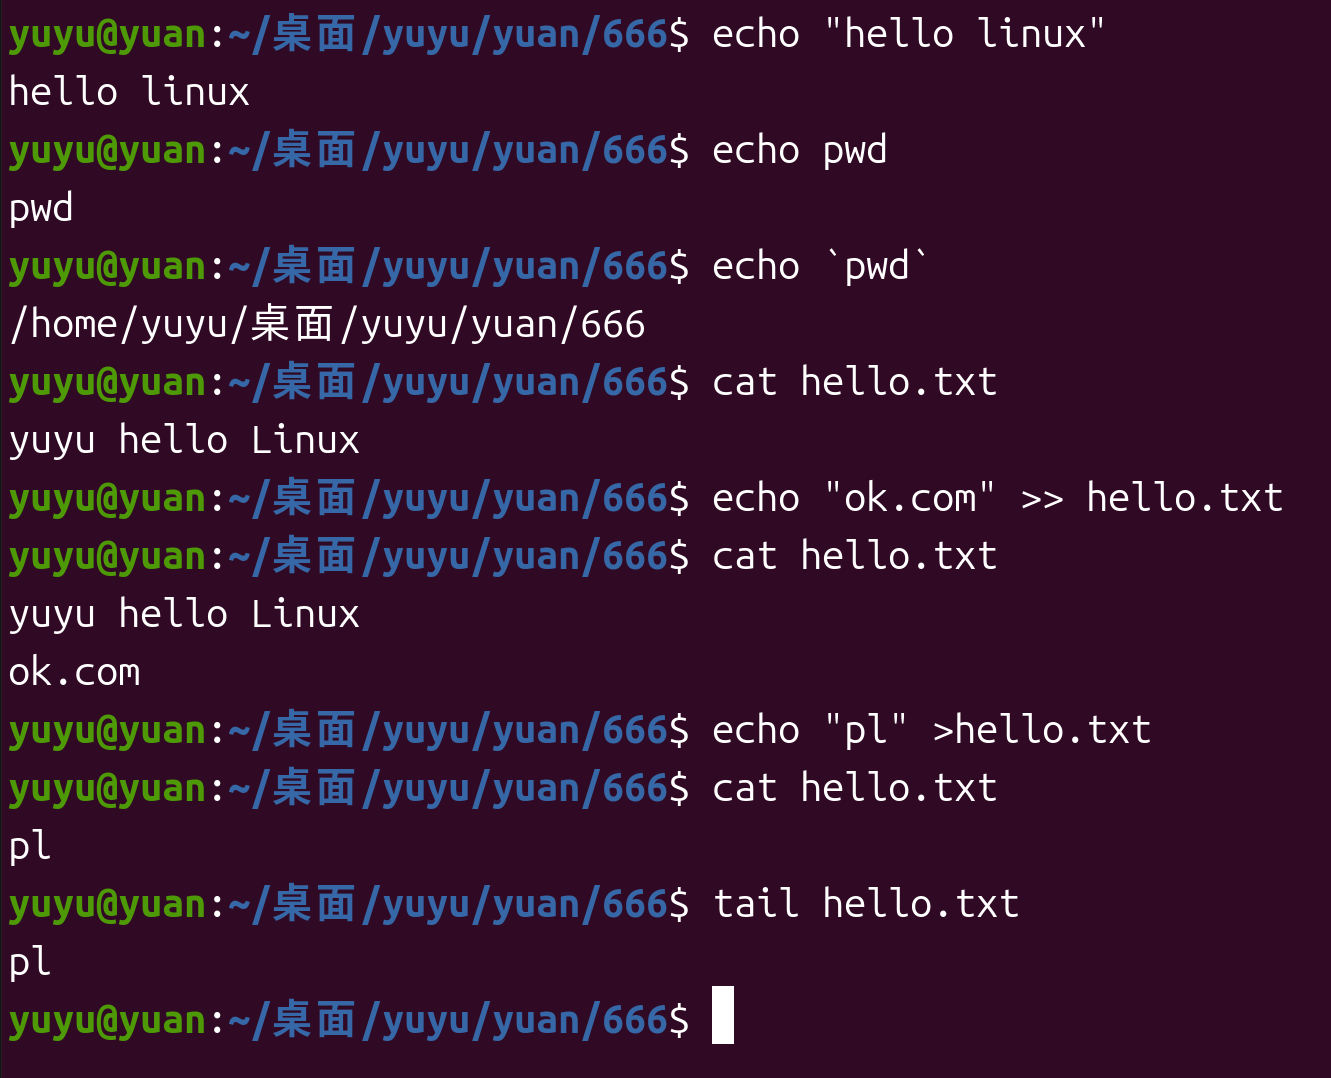 yuyu@yuan:~/桌面/yuyu/yuan/666$ echo "hello linux"
hello linux
yuyu@yuan:~/桌面/yuyu/yuan/666$ echo pwd
pwd
yuyu@yuan:~/桌面/yuyu/yuan/666$ echo `pwd`
/home/yuyu/桌面/yuyu/yuan/666
yuyu@yuan:~/桌面/yuyu/yuan/666$ cat hello.txt
yuyu hello Linux
yuyu@yuan:~/桌面/yuyu/yuan/666$ echo "ok.com" >> hello.txt
yuyu@yuan:~/桌面/yuyu/yuan/666$ cat hello.txt
yuyu hello Linux
ok.com
yuyu@yuan:~/桌面/yuyu/yuan/666$ echo "pl" >hello.txt
yuyu@yuan:~/桌面/yuyu/yuan/666$ cat hello.txt
pl
yuyu@yuan:~/桌面/yuyu/yuan/666$ tail hello.txt
pl
yuyu@yuan:~/桌面/yuyu/yuan/666$